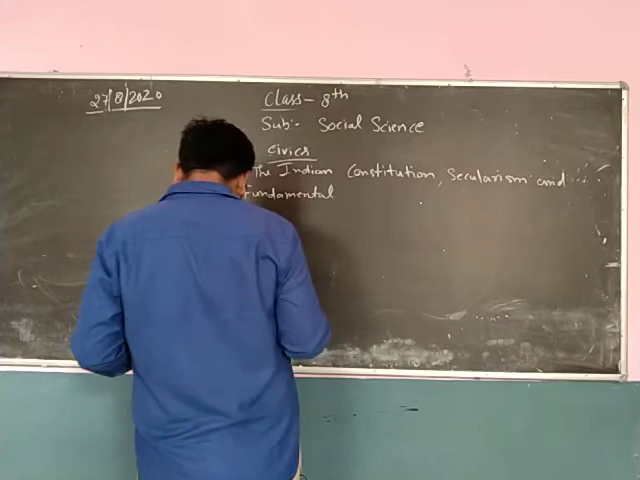 27/8/2020
Class - 8th
Sub:- Social Science
Civics
The Indian Constitution, Secularism and
Fundamental